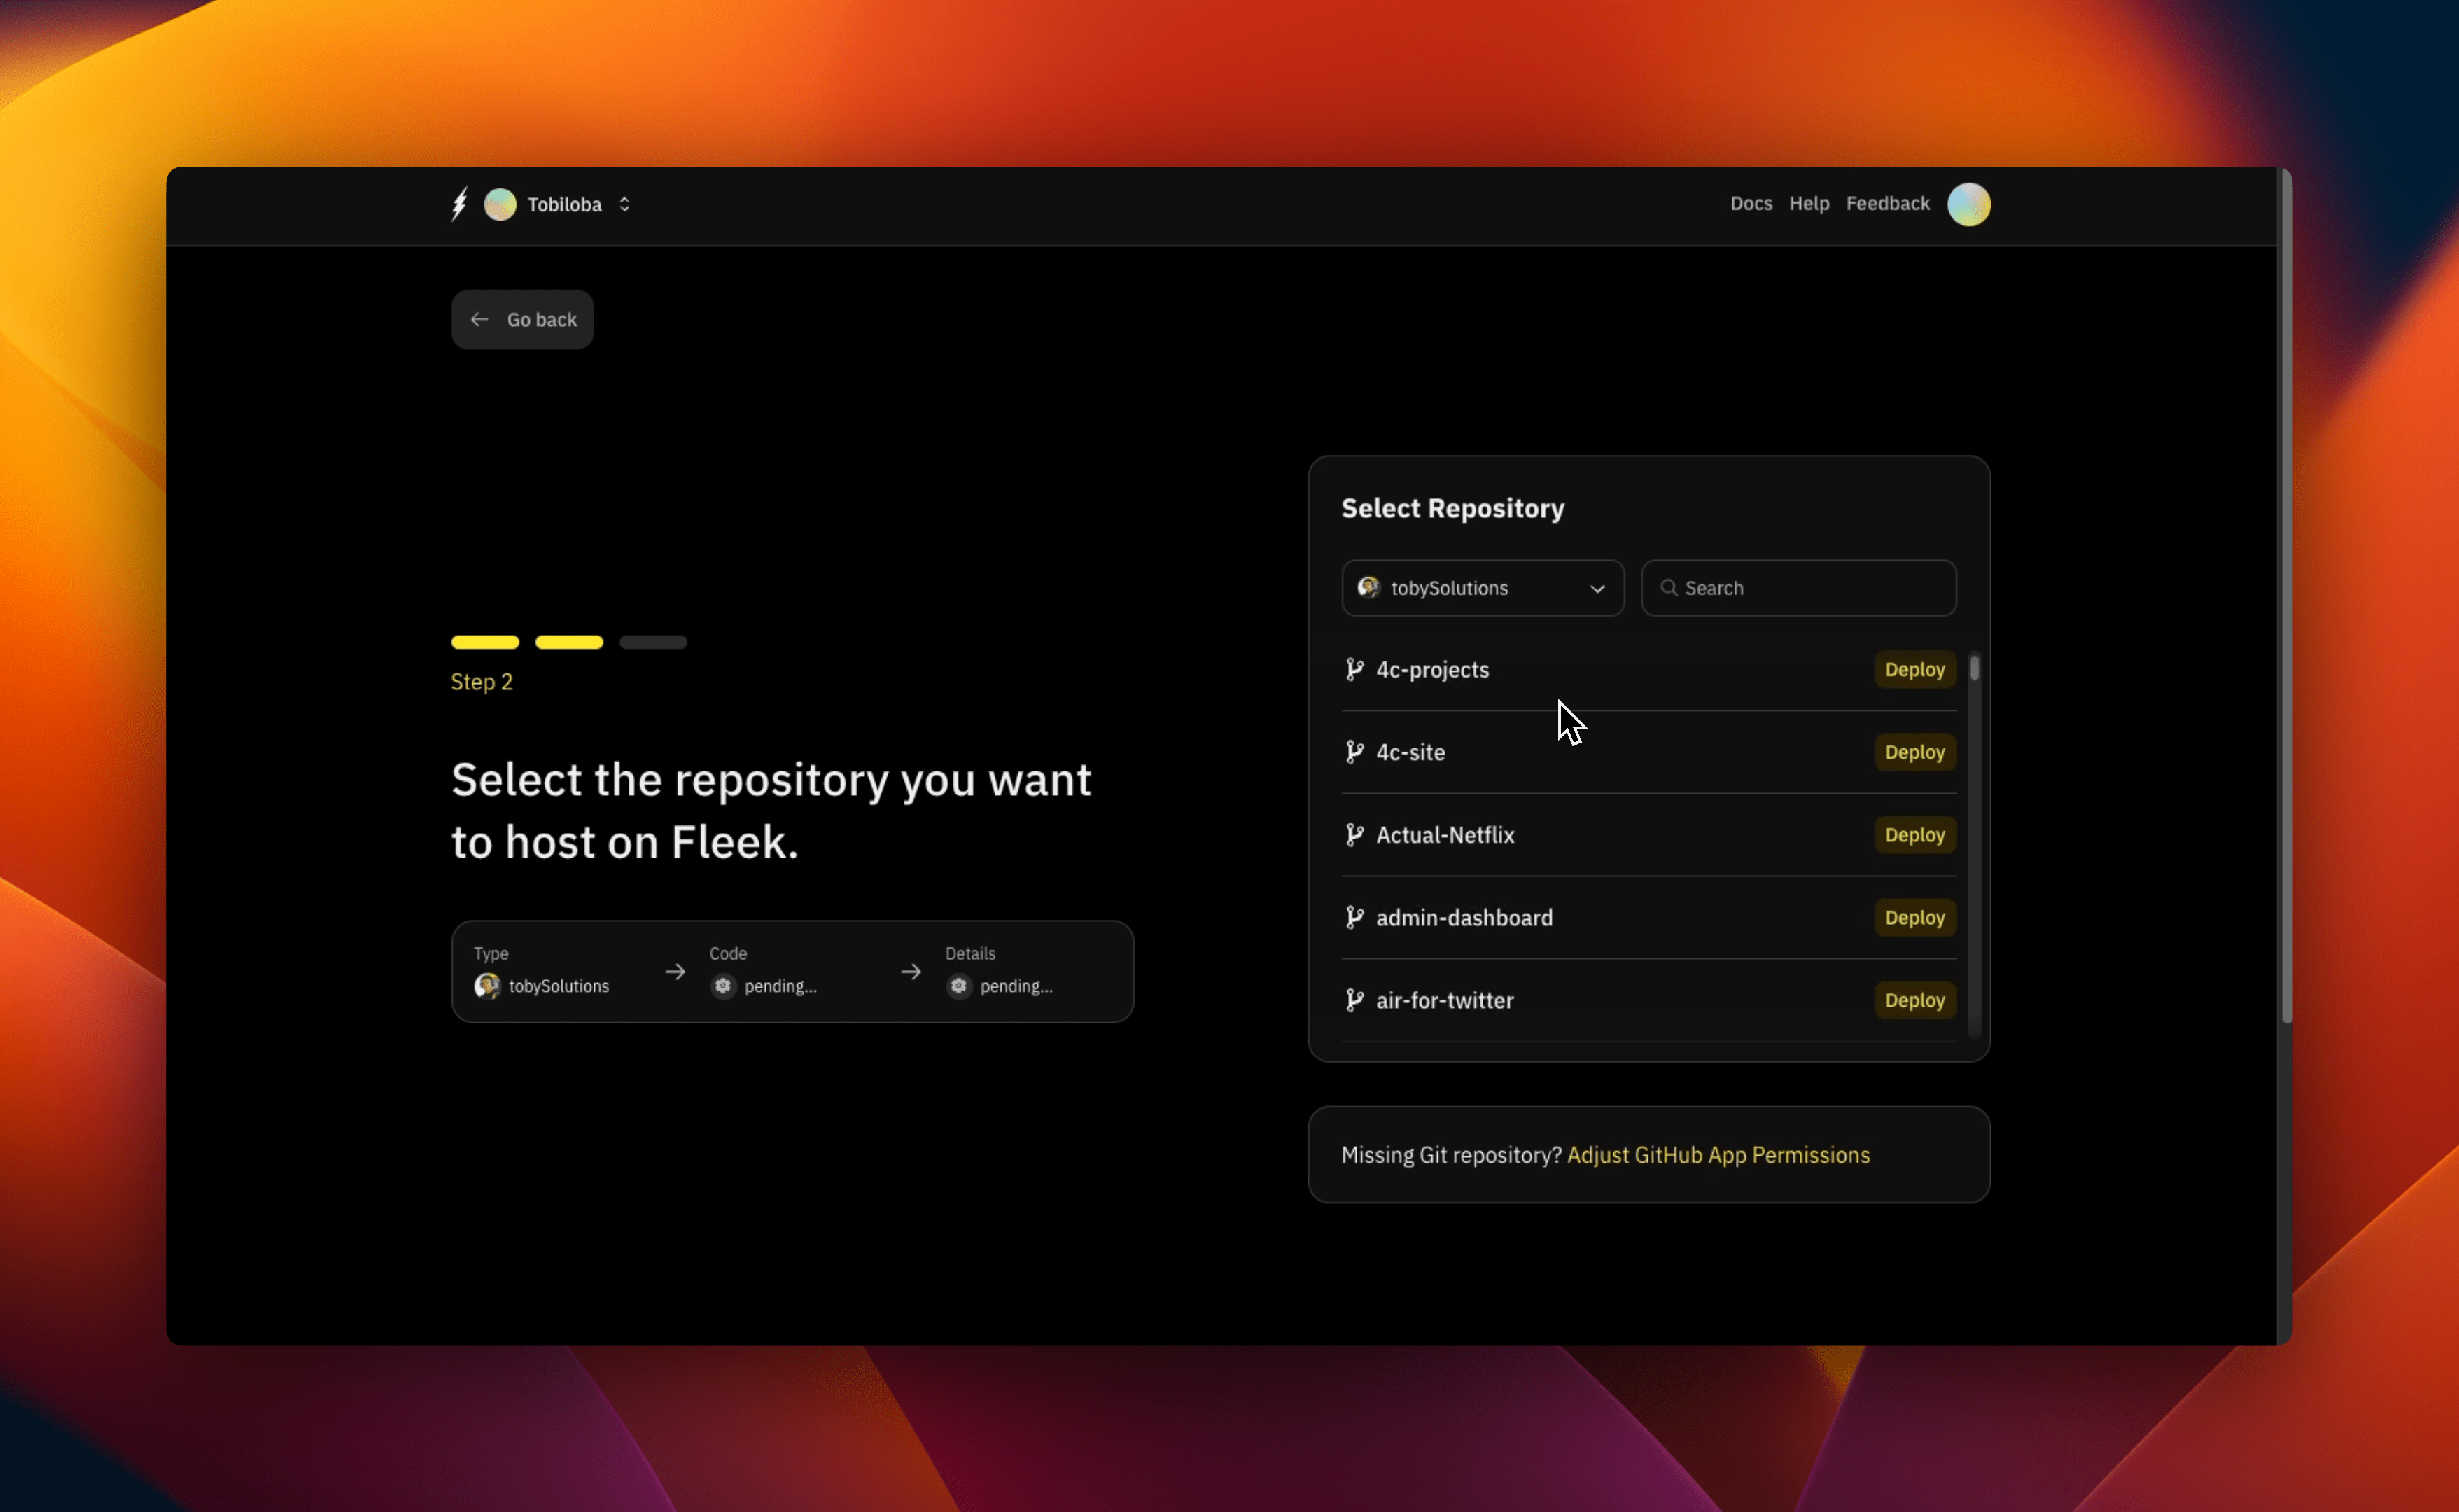 Tobiloba
Docs Help Feedback
Go back
Step 2
Select the repository you want
to host on Fleek.
Type Code Details
tobySolutions pending... pending...
Select Repository
tobySolutions Search
4c-projects Deploy
4c-site Deploy
Actual-Netflix Deploy
admin-dashboard Deploy
air-for-twitter Deploy
Missing Git repository? Adjust GitHub App Permissions